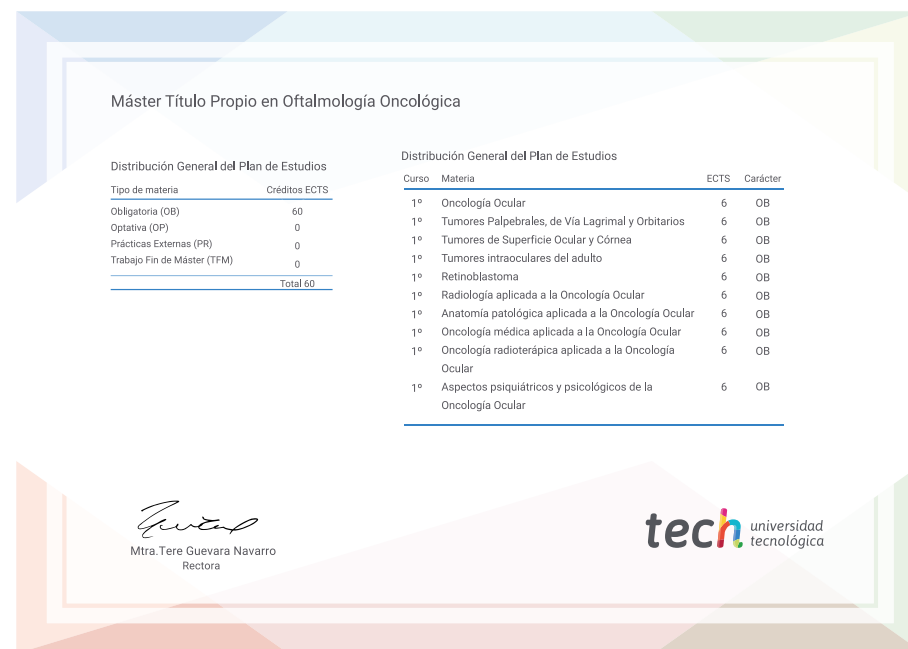 Máster Título Propio en Oftalmología Oncológica
Distribución General del Plan de Estudios
Tipo de materia Créditos ECTS
Obligatoria (OB) 60
Optativa (OP) 0
Prácticas Externas (PR) 0
Trabajo Fin de Máster (TFM) 0
Total 60
Distribución General del Plan de Estudios
Curso Materia ECTS Carácter
1º Oncología Ocular 6 OB
1º Tumores Palpebrales, de Vía Lagrimal y Orbitarios 6 OB
1º Tumores de Superficie Ocular y Córnea 6 OB
1º Tumores intraoculares del adulto 6 OB
1º Retinoblastoma 6 OB
1º Radiología aplicada a la Oncología Ocular 6 OB
1º Anatomía patológica aplicada a la Oncología Ocular 6 OB
1º Oncología médica aplicada a la Oncología Ocular 6 OB
1º Oncología radioterápica aplicada a la Oncología 6 OB
Ocular
1º Aspectos psiquiátricos y psicológicos de la 6 OB
Oncología Ocular
Mtra.Tere Guevara Navarro
Rectora
tech universidad
tecnológica